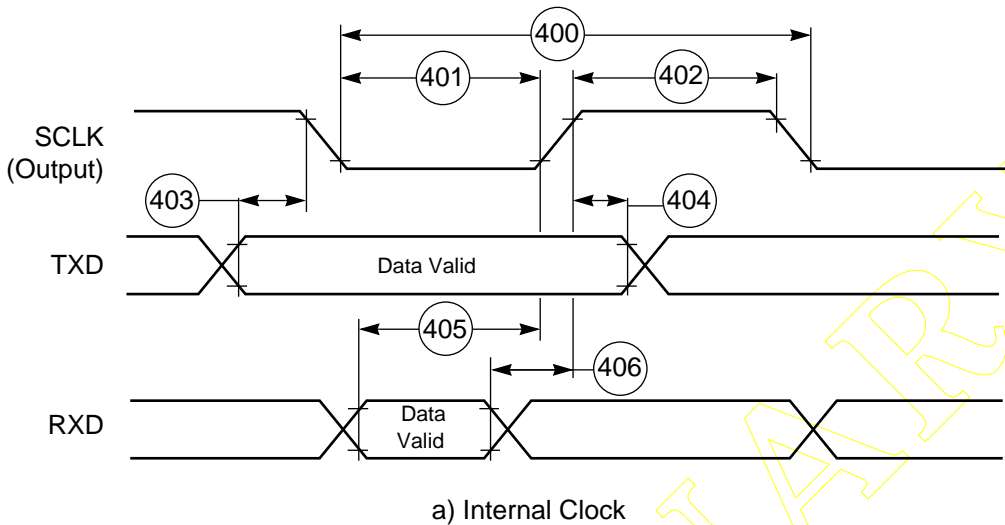 400
401
402
SCLK
(Output)
403
404
TXD
Data Valid
405
406
RXD
Data
Valid
a) Internal Clock